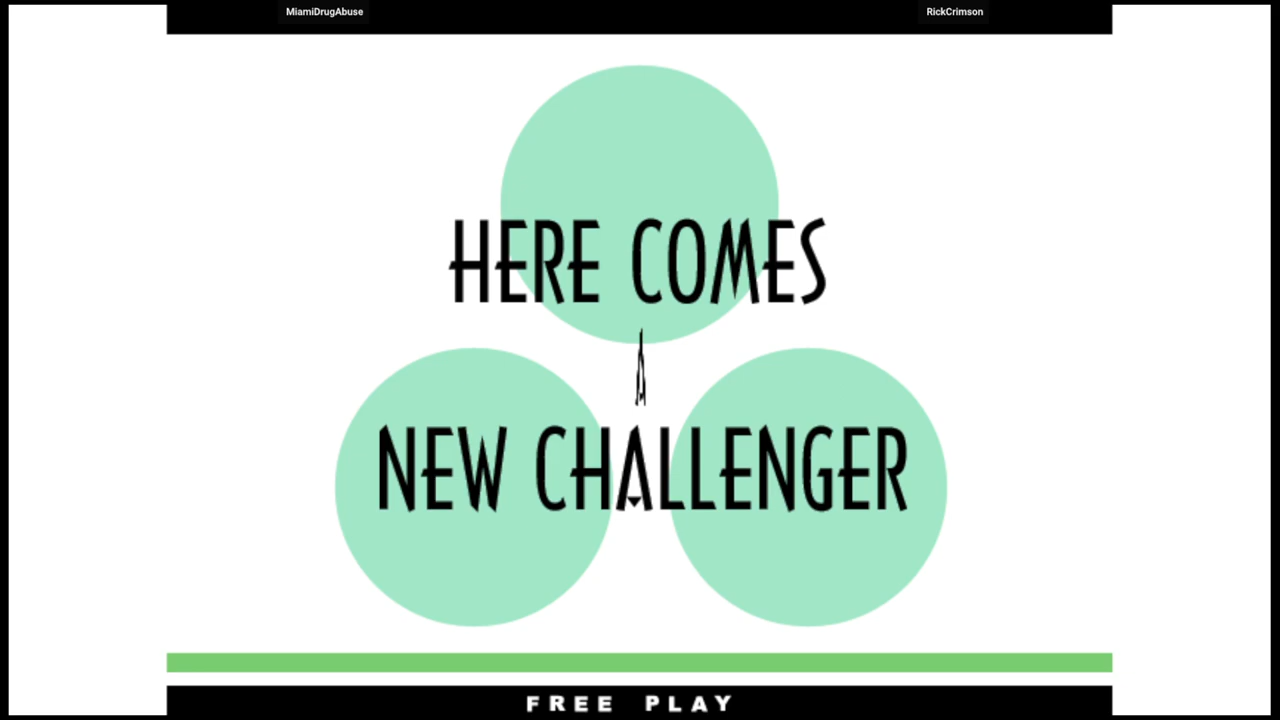 MiamiDrugAbuse RickCrimson
HERE COMES
A
NEW CHALLENGER
FREE PLAY